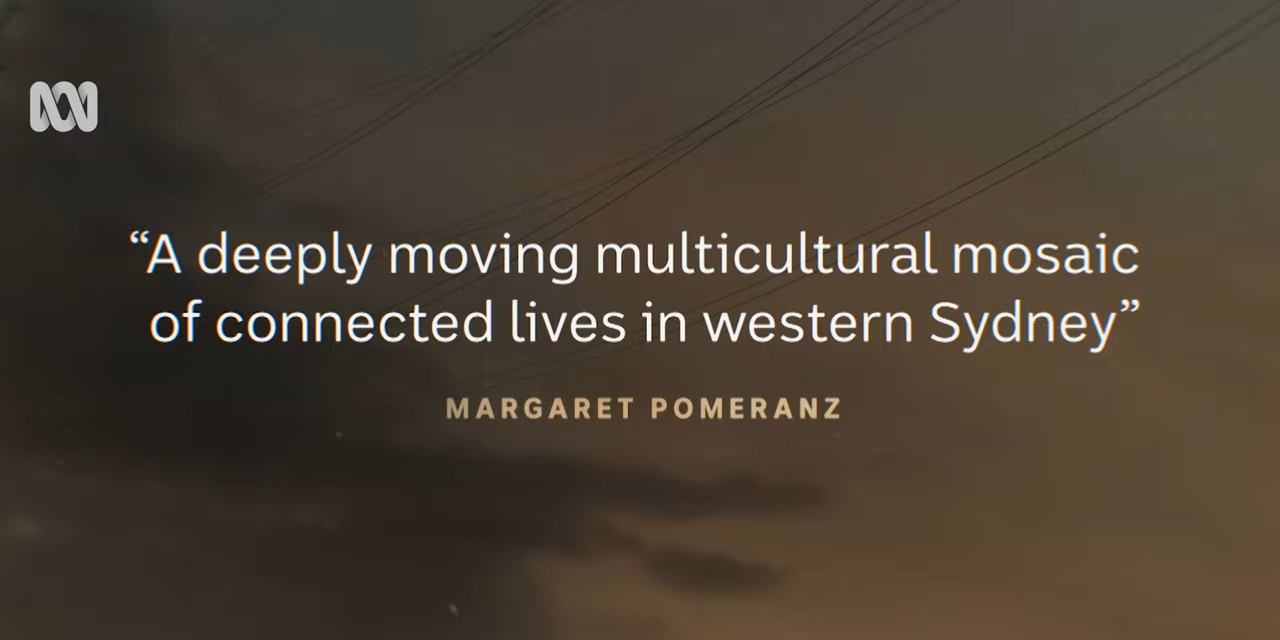 “A deeply moving multicultural mosaic
of connected lives in western Sydney”
MARGARET POMERANZ